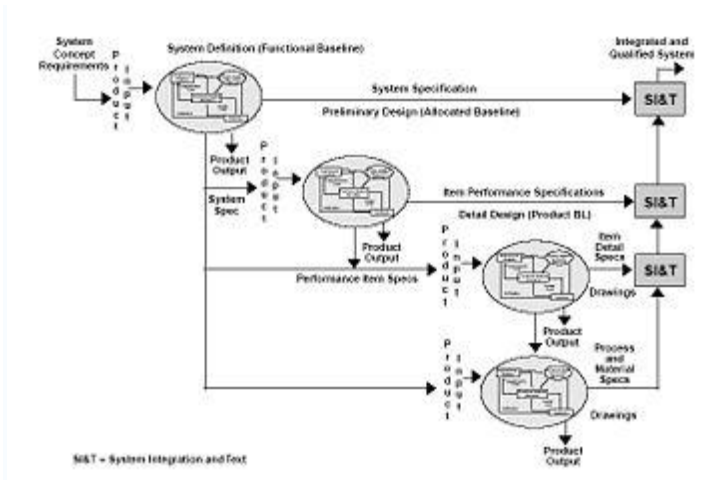 System
Concept
Requirements
Product
Input
System Definition (Functional Baseline)
Integrated and
Qualified System
System Specification
SI&T
Preliminary Design (Allocated Baseline)
Product
Output
System
Spec
Product
Input
Item Performance Specifications
SI&T
Detail Design (Product BL)
Product
Output
Performance Item Specs
Product
Input
Item
Detail
Specs
SI&T
Drawings
Product
Output
Product
Input
Process
and
Material
Specs
Drawings
Product
Output
SI&T = System Integration and Text